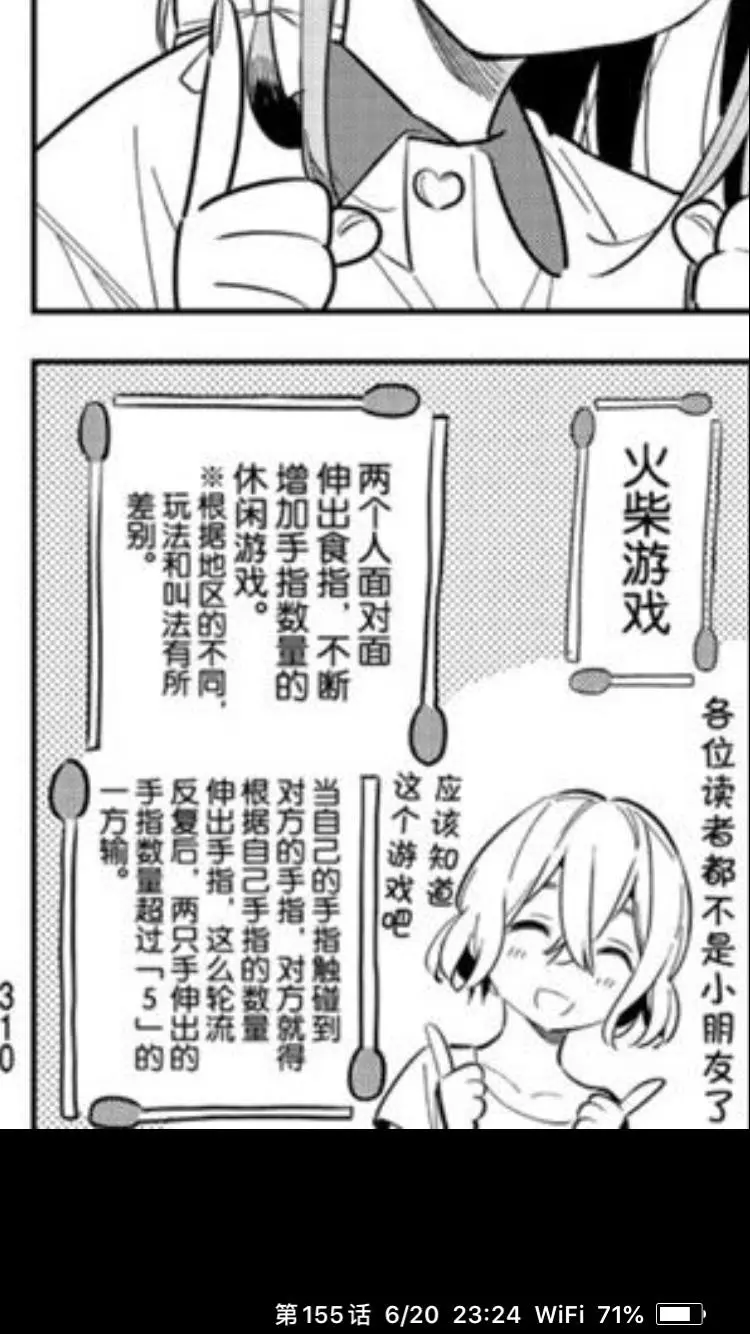 火柴游戏
两个人面对面
伸出食指，不断
增加手指数量的
休闲游戏。
※根据地区的不同，
玩法和叫法有所
差别。
各位读者都不是小朋友了
应该知道
这个游戏吧
当自己的手指触碰到
对方的手指，对方就得
根据自己手指的数量
伸出手指，这么轮流
反复后，两只手伸出的
手指数量超过「5」的
一方输。
310
第155话 6/20 23:24 WiFi 71%